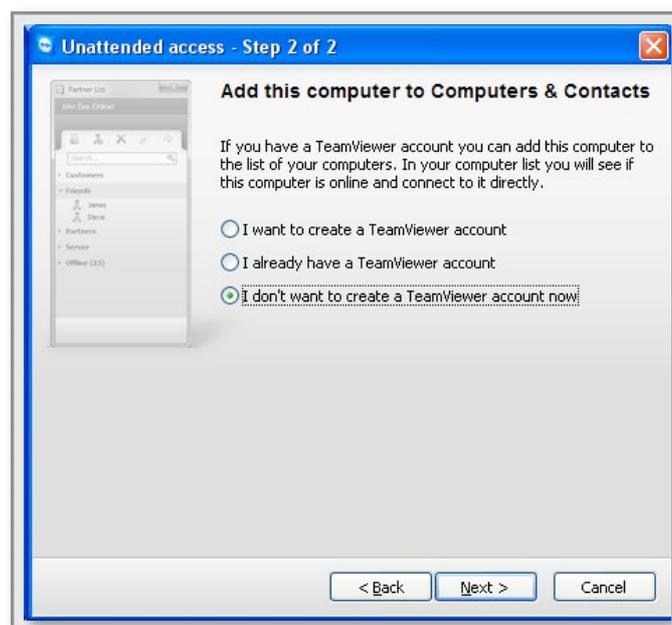 Unattended access - Step 2 of 2
Partner List
John Doe (Online)
Search...
Customers
Friends
James
Steve
Partners
Server
Offline (23)
Add this computer to Computers & Contacts
If you have a TeamViewer account you can add this computer to
the list of your computers. In your computer list you will see if
this computer is online and connect to it directly.
I want to create a TeamViewer account
I already have a TeamViewer account
I don't want to create a TeamViewer account now
< Back
Next >
Cancel